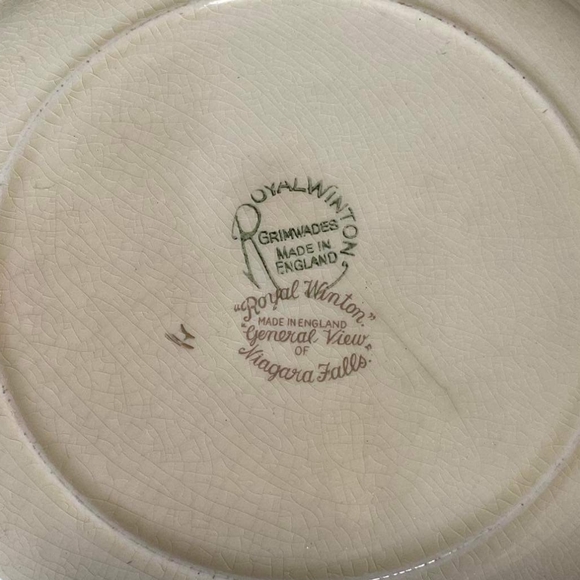 ROYAL WINTON
GRIMWADES
MADE IN
ENGLAND
"Royal Winton."
MADE IN ENGLAND
"General View"
OF
Niagara Falls.